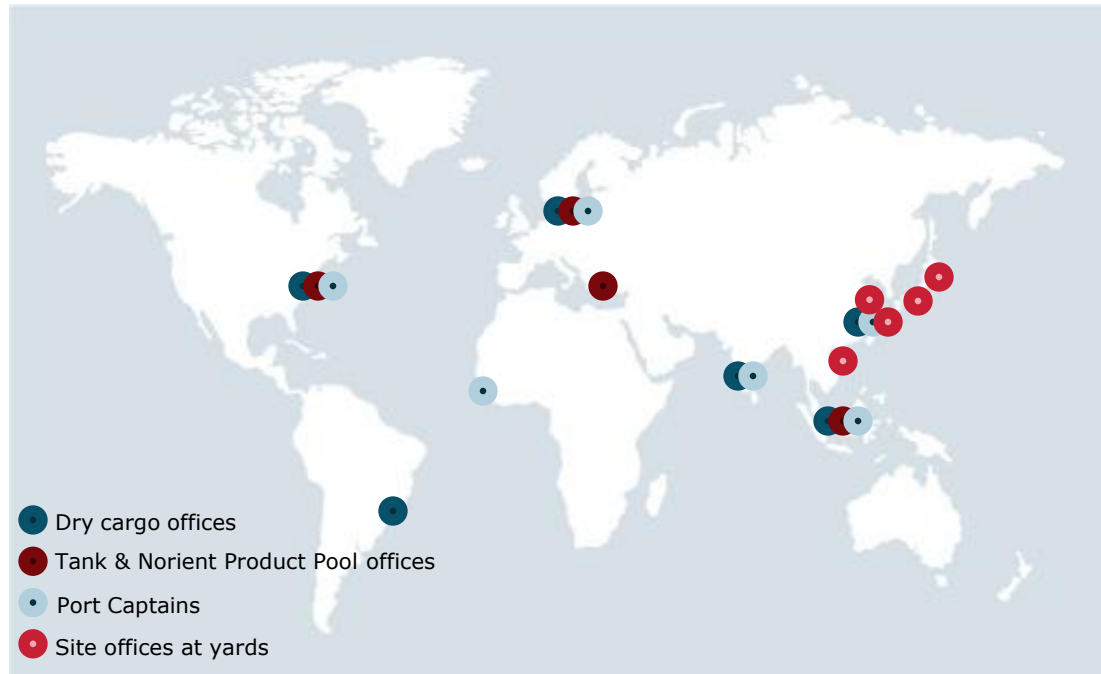 Dry cargo offices
Tank & Norient Product Pool offices
Port Captains
Site offices at yards